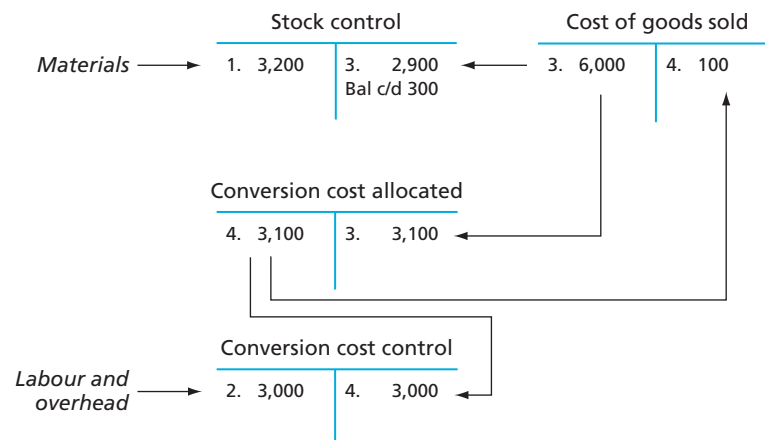 Stock control
Cost of goods sold
Materials
1. 3,200
3. 2,900
Bal c/d 300
3. 6,000
4. 100
Conversion cost allocated
4. 3,100
3. 3,100
Conversion cost control
Labour and
overhead
2. 3,000
4. 3,000